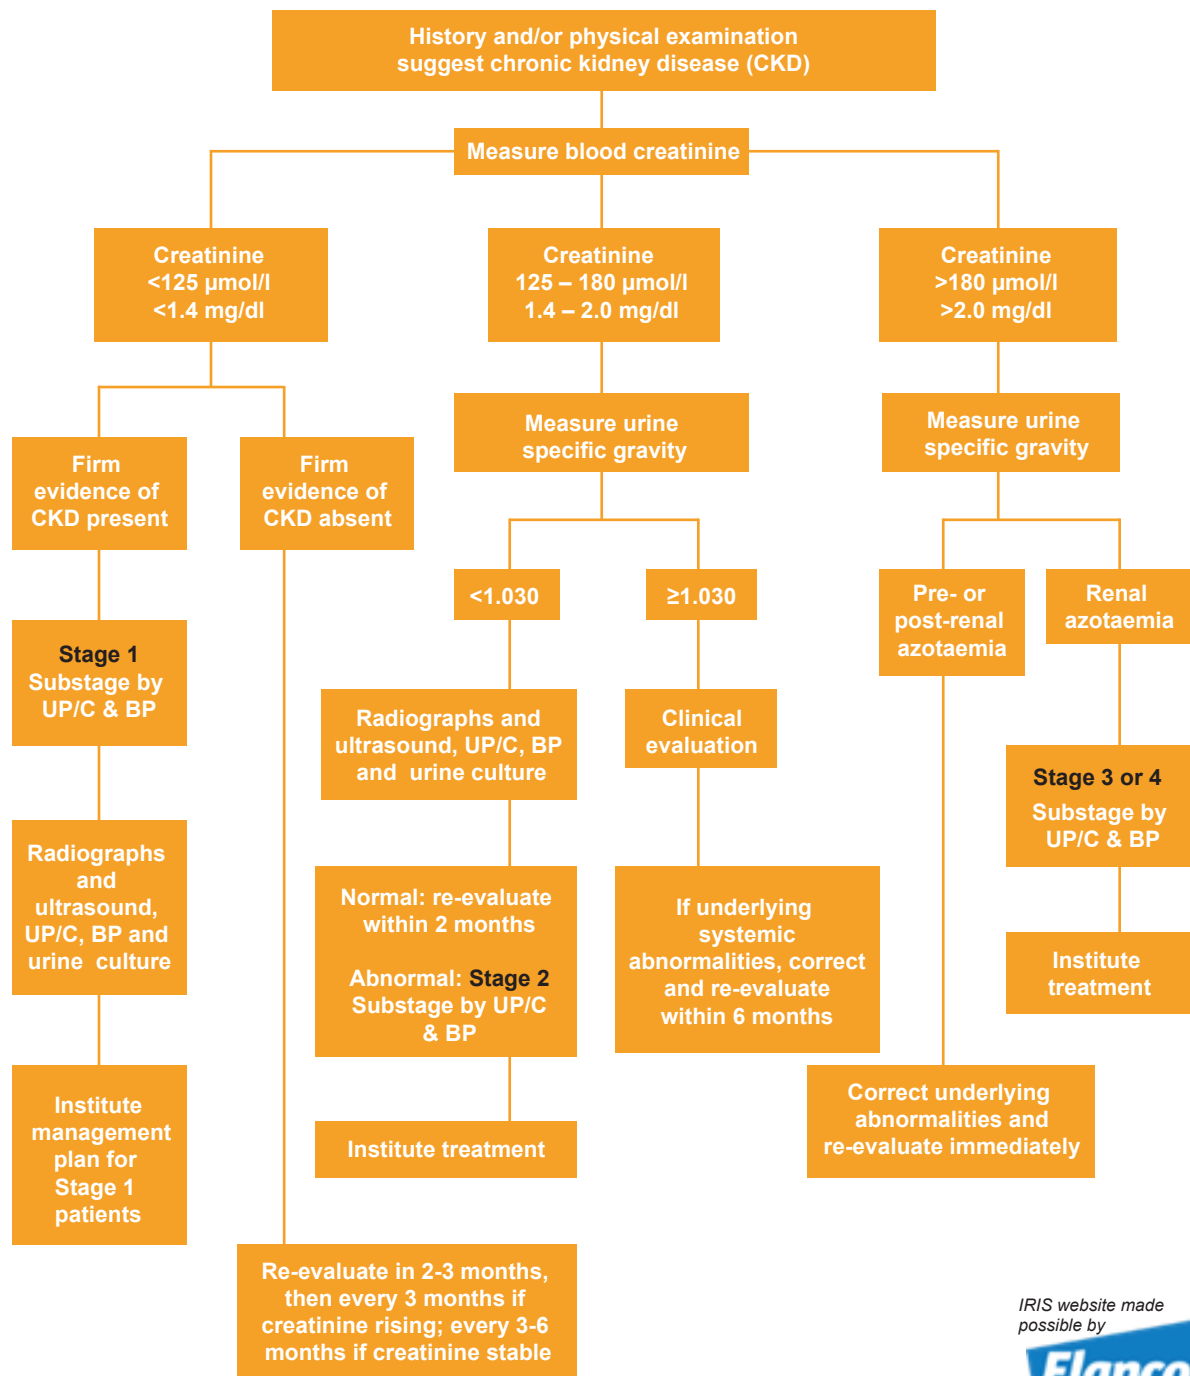 History and/or physical examination
suggest chronic kidney disease (CKD)
Measure blood creatinine
Creatinine
<125 µmol/l
<1.4 mg/dl
Creatinine
125 – 180 µmol/l
1.4 – 2.0 mg/dl
Creatinine
>180 µmol/l
>2.0 mg/dl
Measure urine
specific gravity
Measure urine
specific gravity
Firm
evidence of
CKD present
Firm
evidence of
CKD absent
<1.030
≥1.030
Pre- or
post-renal
azotaemia
Renal
azotaemia
Stage 1
Substage by
UP/C & BP
Radiographs and
ultrasound, UP/C, BP
and urine culture
Clinical
evaluation
Stage 3 or 4
Substage by
UP/C & BP
Radiographs
and
ultrasound,
UP/C, BP and
urine culture
Normal: re-evaluate
within 2 months
Abnormal: Stage 2
Substage by UP/C
& BP
If underlying
systemic
abnormalities, correct
and re-evaluate
within 6 months
Institute
treatment
Institute
management
plan for
Stage 1
patients
Institute treatment
Correct underlying
abnormalities and
re-evaluate immediately
Re-evaluate in 2-3 months,
then every 3 months if
creatinine rising; every 3-6
months if creatinine stable
IRIS website made
possible by
Elanco